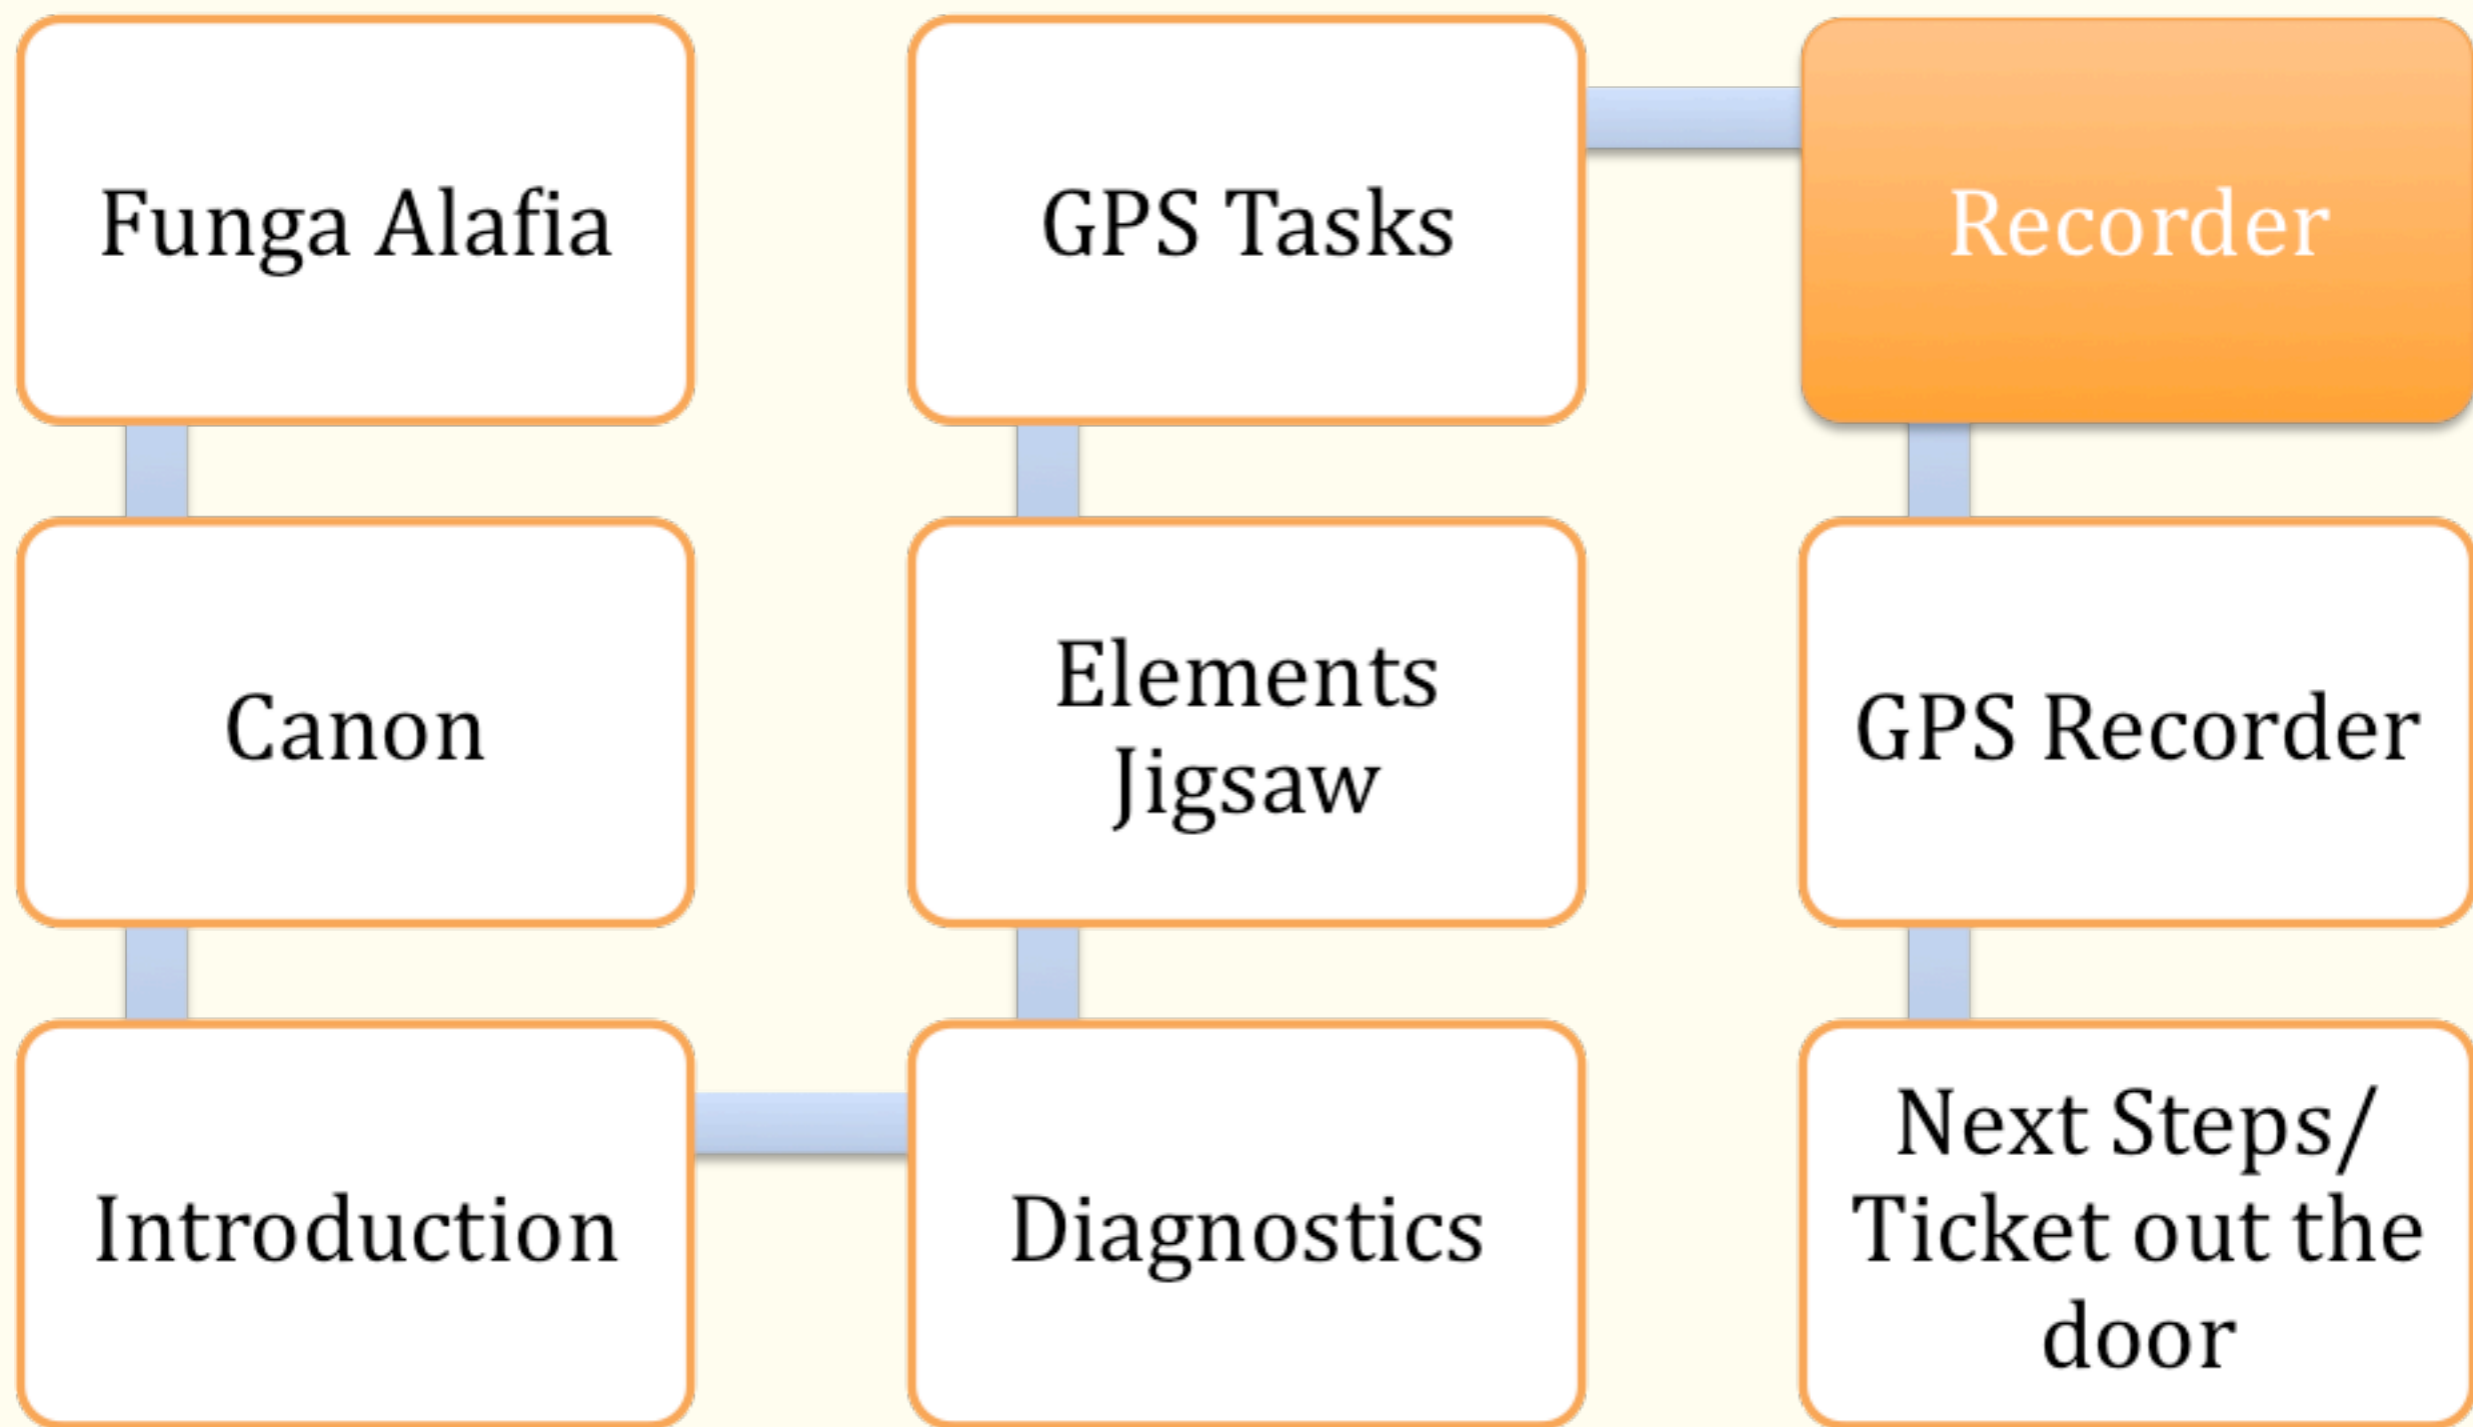 Funga Alafia
Canon
Introduction
Diagnostics
Elements
Jigsaw
GPS Tasks
Recorder
GPS Recorder
Next Steps/
Ticket out the
door